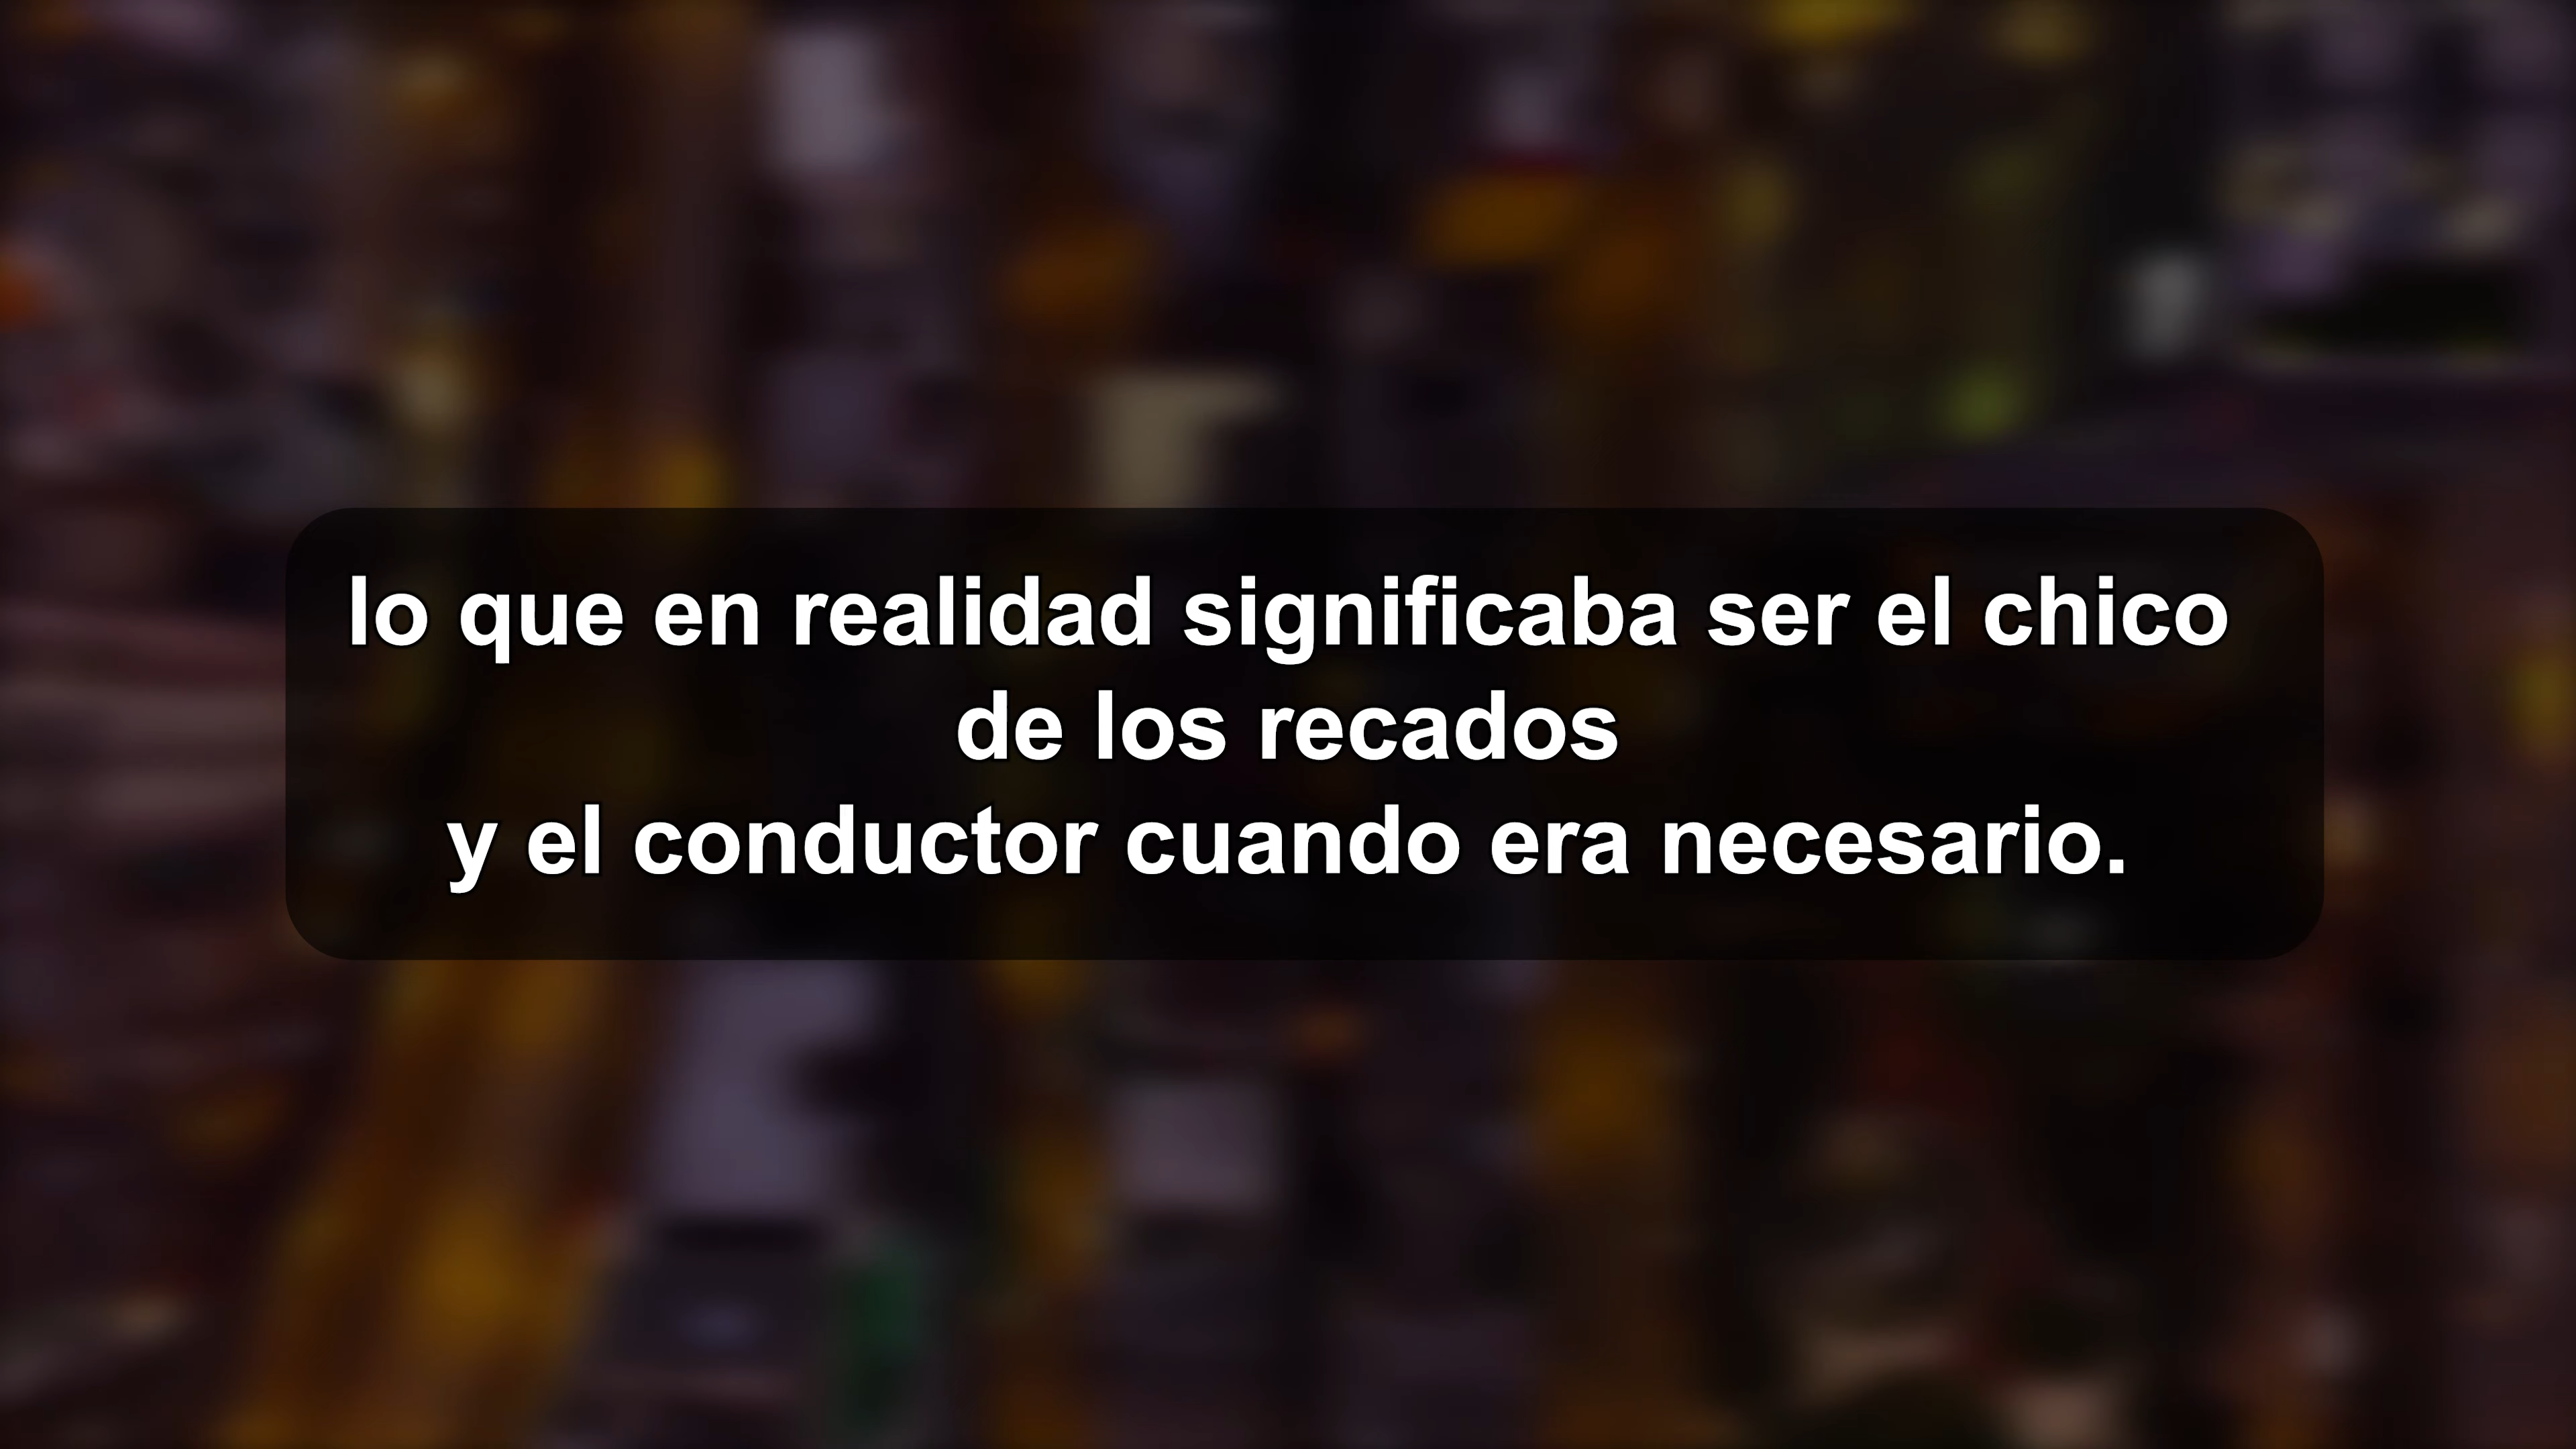 lo que en realidad significaba ser el chico
de los recados
y el conductor cuando era necesario.